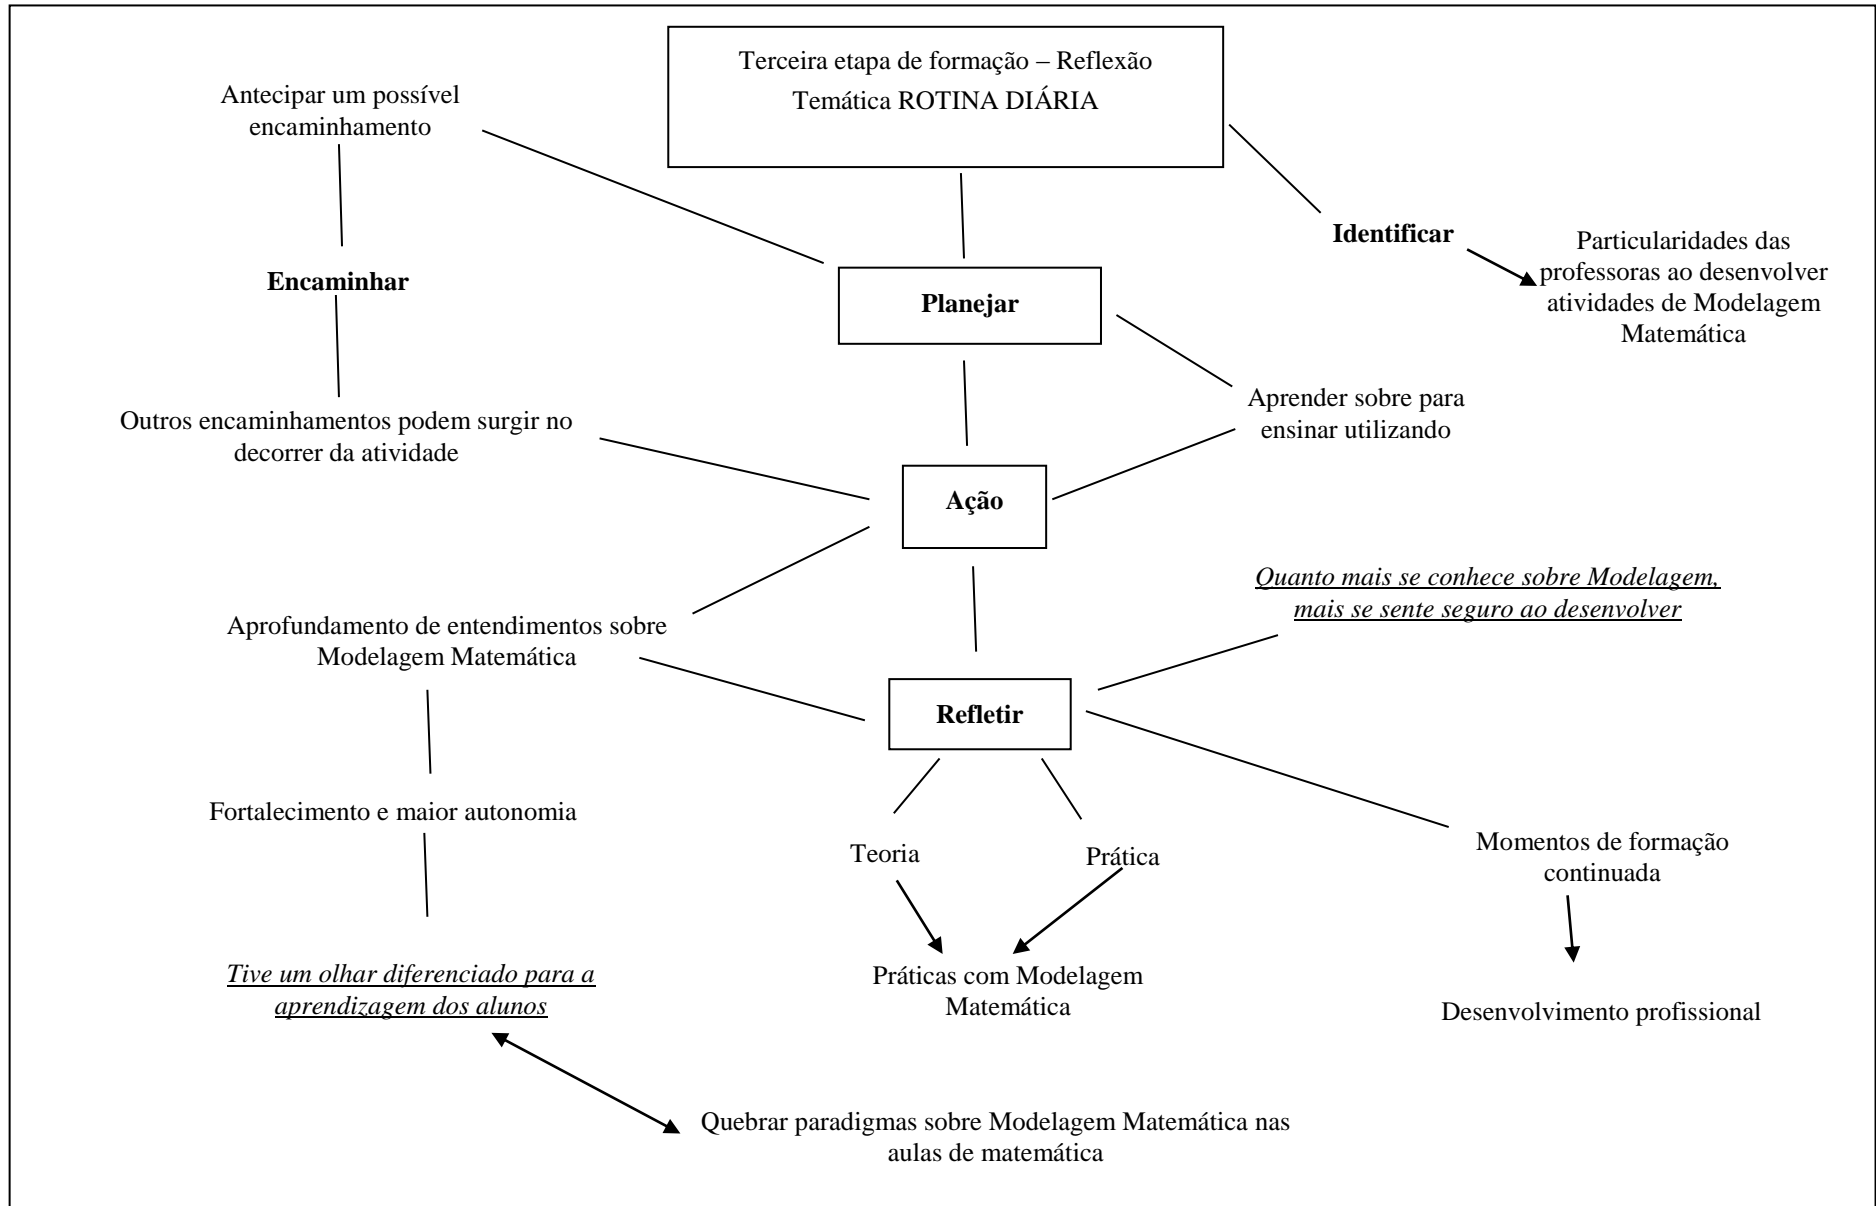 Terceira etapa de formação – Reflexão
Temática ROTINA DIÁRIA
Antecipar um possível
encaminhamento
Identificar
Particularidades das
professoras ao desenvolver
atividades de Modelagem
Matemática
Encaminhar
Planejar
Aprender sobre para
ensinar utilizando
Outros encaminhamentos podem surgir no
decorrer da atividade
Ação
Quanto mais se conhece sobre Modelagem,
mais se sente seguro ao desenvolver
Aprofundamento de entendimentos sobre
Modelagem Matemática
Refletir
Fortalecimento e maior autonomia
Teoria
Prática
Momentos de formação
continuada
Tive um olhar diferenciado para a
aprendizagem dos alunos
Práticas com Modelagem
Matemática
Desenvolvimento profissional
Quebrar paradigmas sobre Modelagem Matemática nas
aulas de matemática